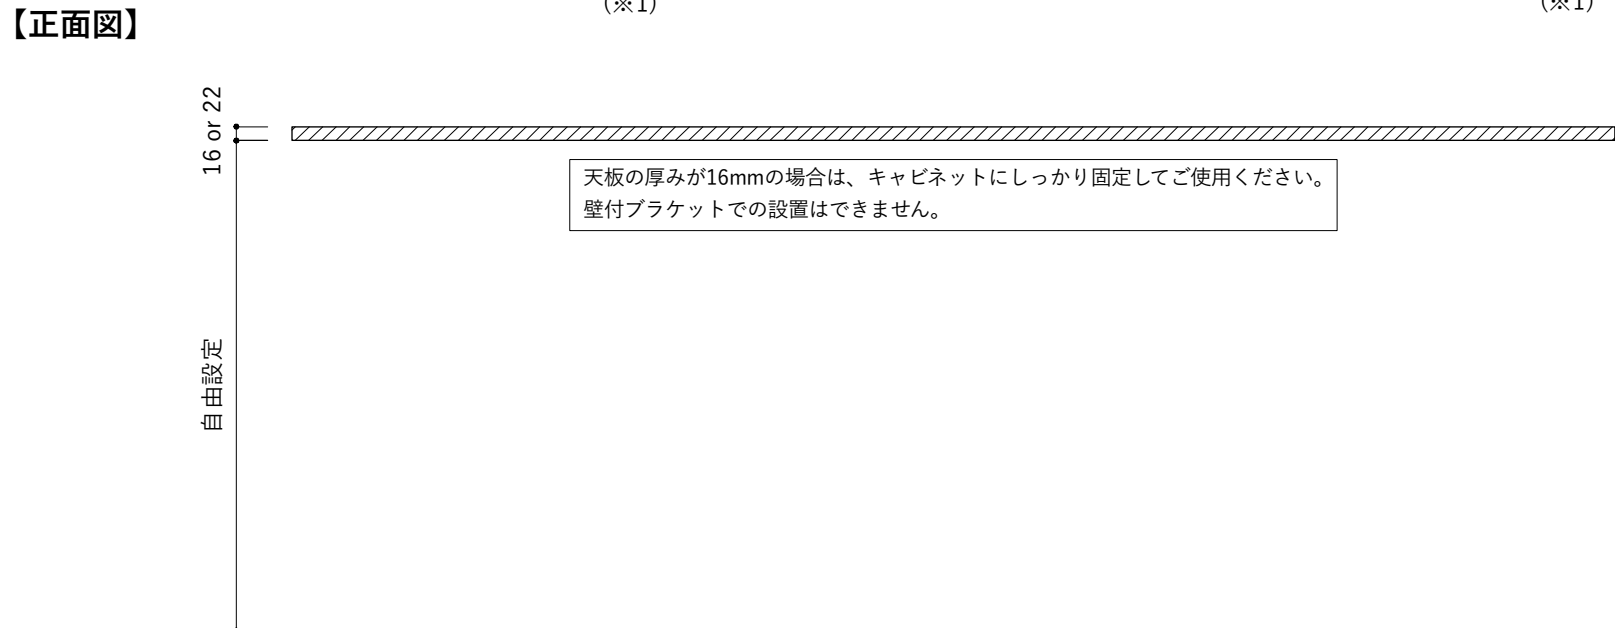 (※1)
(※1)
【正面図】
16 or 22
天板の厚みが16mmの場合は、キャビネットにしっかり固定してご使用ください。
壁付ブラケットでの設置はできません。
自由設定